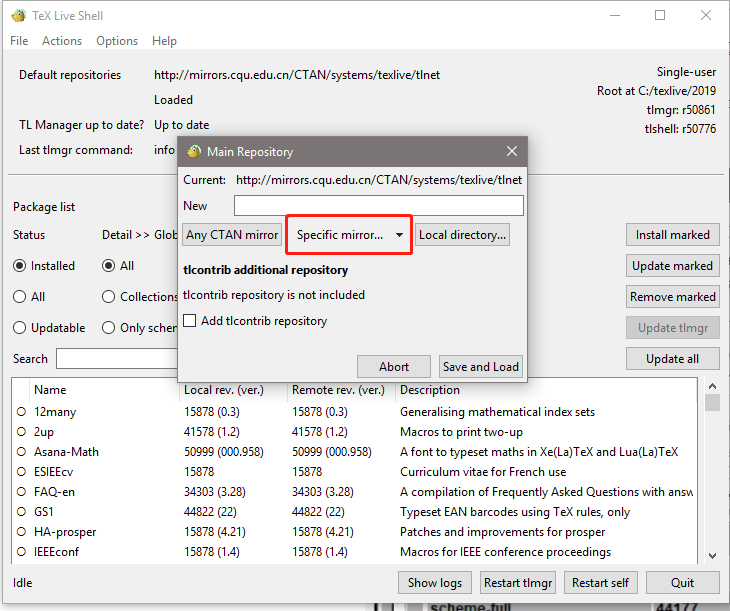 TeX Live Shell
File Actions Options Help
Default repositories http://mirrors.cqu.edu.cn/CTAN/systems/texlive/tlnet Single-user
Loaded Root at C:/texlive/2019
tlmgr: r50861
TL Manager up to date? Up to date tlshell: r50776
Last tlmgr command: info
Main Repository
Current: http://mirrors.cqu.edu.cn/CTAN/systems/texlive/tlnet
New
Any CTAN mirror Specific mirror... Local directory...
tlcontrib additional repository
tlcontrib repository is not included
Add tlcontrib repository
Abort Save and Load
Package list
Status Detail >> Glob Install marked
Installed All Update marked
All Collections Remove marked
Updatable Only schem Update tlmgr
Search Update all
Name Local rev. (ver.) Remote rev. (ver.) Description
12many 15878 (0.3) 15878 (0.3) Generalising mathematical index sets
2up 41578 (1.2) 41578 (1.2) Macros to print two-up
Asana-Math 50999 (000.958) 50999 (000.958) A font to typeset maths in Xe(La)TeX and Lua(La)TeX
ESIEEcv 15878 15878 Curriculum vitae for French use
FAQ-en 34303 (3.28) 34303 (3.28) A compilation of Frequently Asked Questions with answ
GS1 44822 (22) 44822 (22) Typeset EAN barcodes using TeX rules, only
HA-prosper 15878 (4.21) 15878 (4.21) Patches and improvements for prosper
IEEEconf 15878 (1.4) 15878 (1.4) Macros for IEEE conference proceedings
Idle Show logs Restart tlmgr Restart self Quit
scheme-full 44177